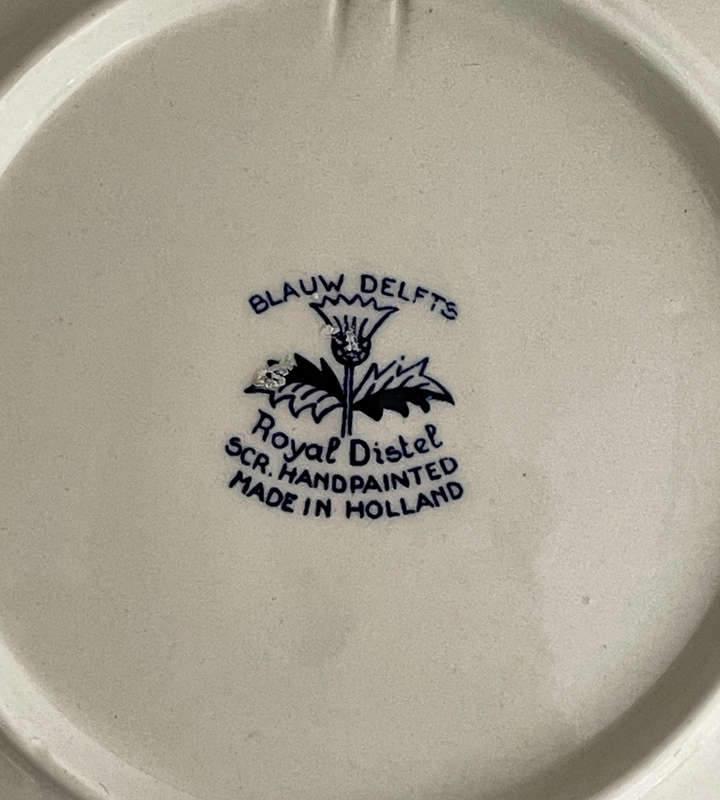 BLAUW DELFTS
Royal Distel
SCR. HANDPAINTED
MADE IN HOLLAND